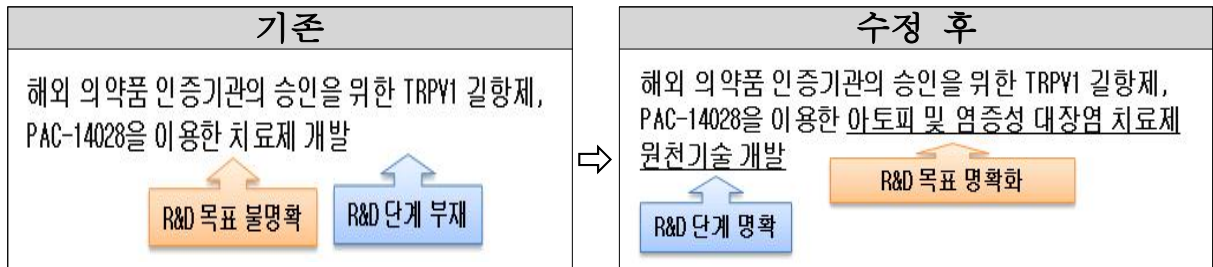 기존
해외 의약품 인증기관의 승인을 위한 TRPV1 길항제,
PAC-14028을 이용한 치료제 개발
R&D 목표 불명확
R&D 단계 부재
⇨
수정 후
해외 의약품 인증기관의 승인을 위한 TRPV1 길항제,
PAC-14028을 이용한 아토피 및 염증성 대장염 치료제
원천기술 개발
R&D 목표 명확화
R&D 단계 명확